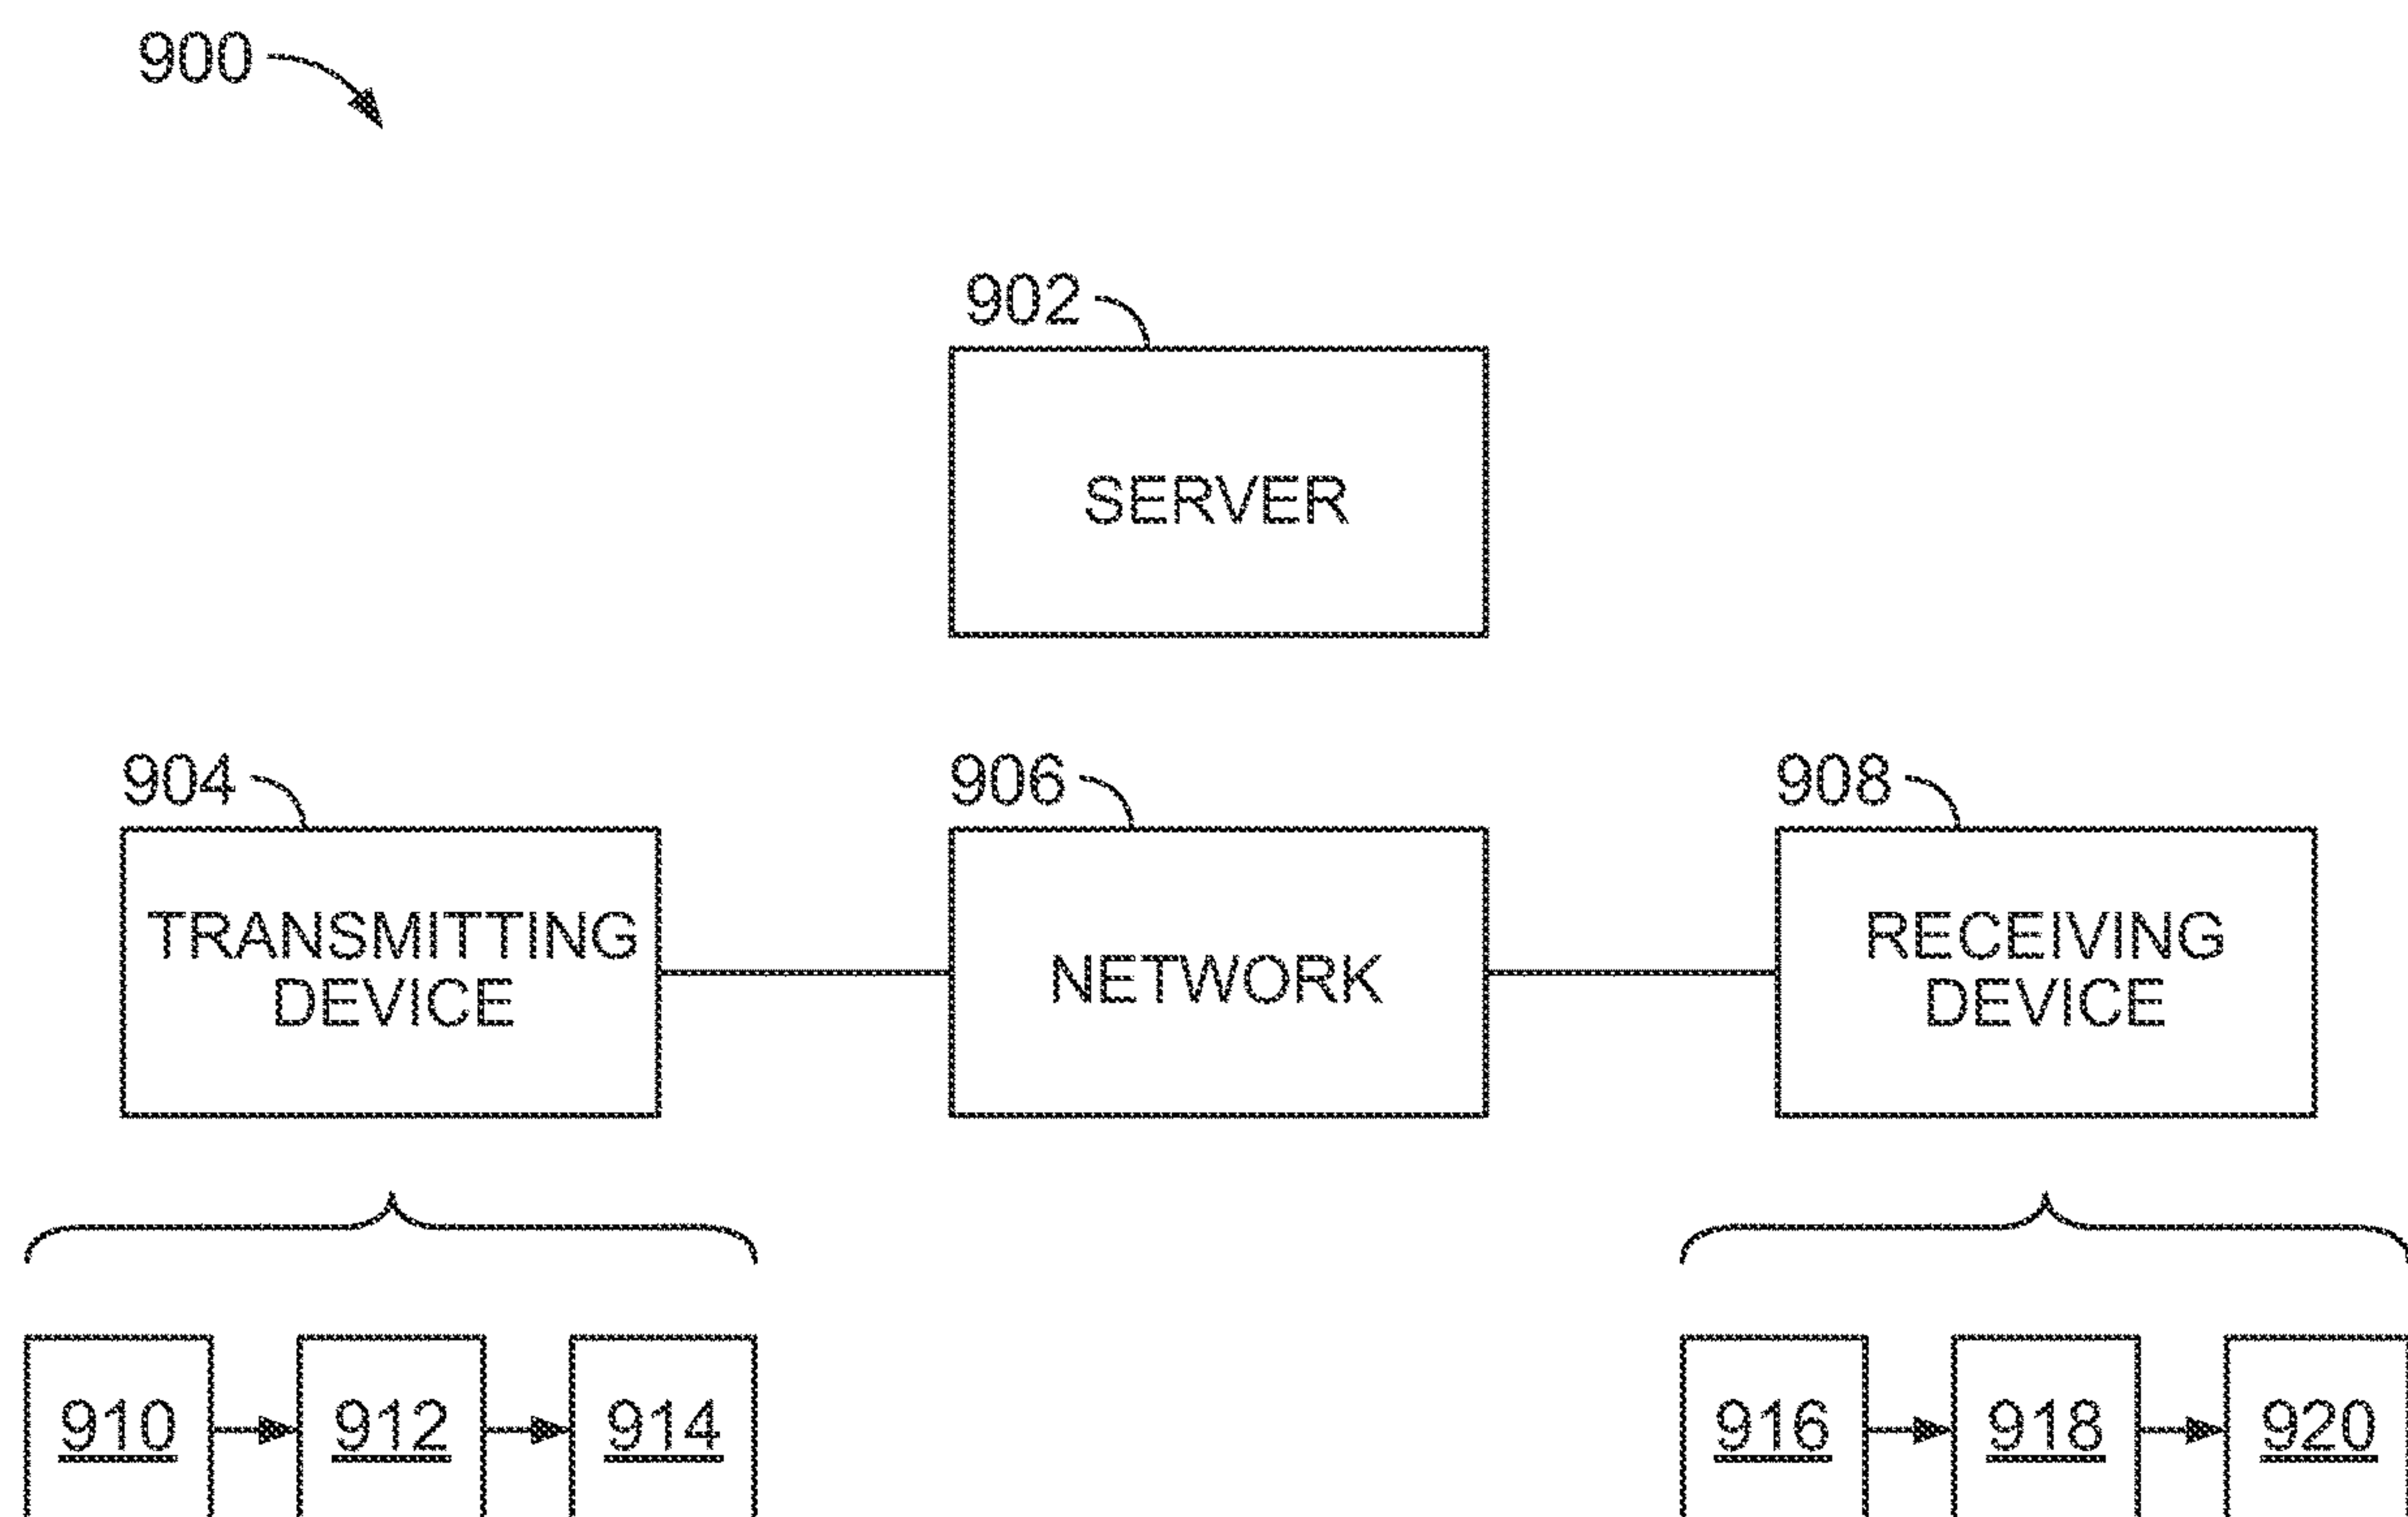 900
902
SERVER
904
906
908
TRANSMITTING
DEVICE
NETWORK
RECEIVING
DEVICE
910
912
914
916
918
920